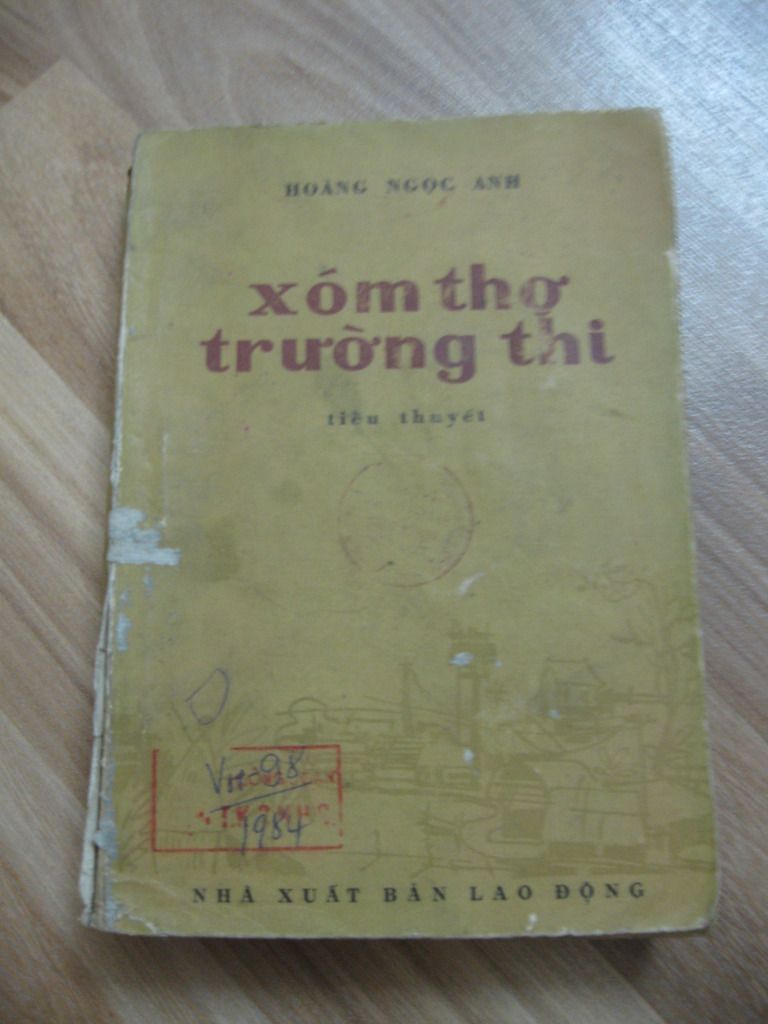 HOÀNG NGỌC ANH
xóm thợ
trường thi
tiểu thuyết
1984
NHÀ XUẤT BẢN LAO ĐỘNG